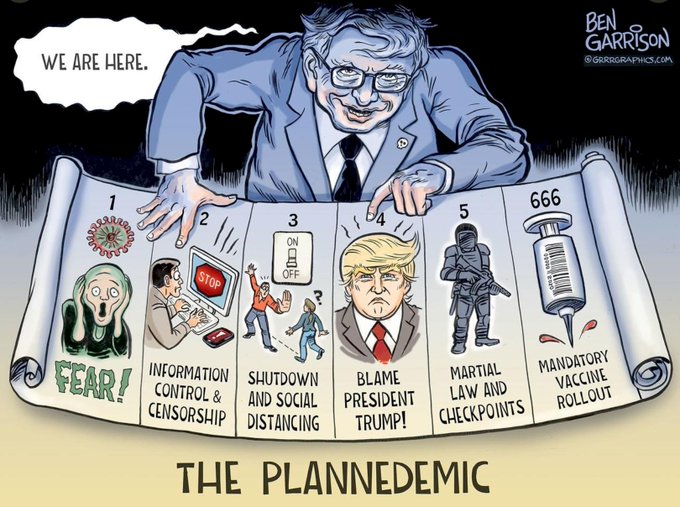 WE ARE HERE.
BEN
GARRISON
© GRRRGRAPHICS.COM
1
2
3
4
5
666
STOP
ON
OFF
?
FEAR!
INFORMATION
CONTROL &
CENSORSHIP
SHUTDOWN
AND SOCIAL
DISTANCING
BLAME
PRESIDENT
TRUMP!
MARTIAL
LAW AND
CHECKPOINTS
MANDATORY
VACCINE
ROLLOUT
THE PLANNEDEMIC